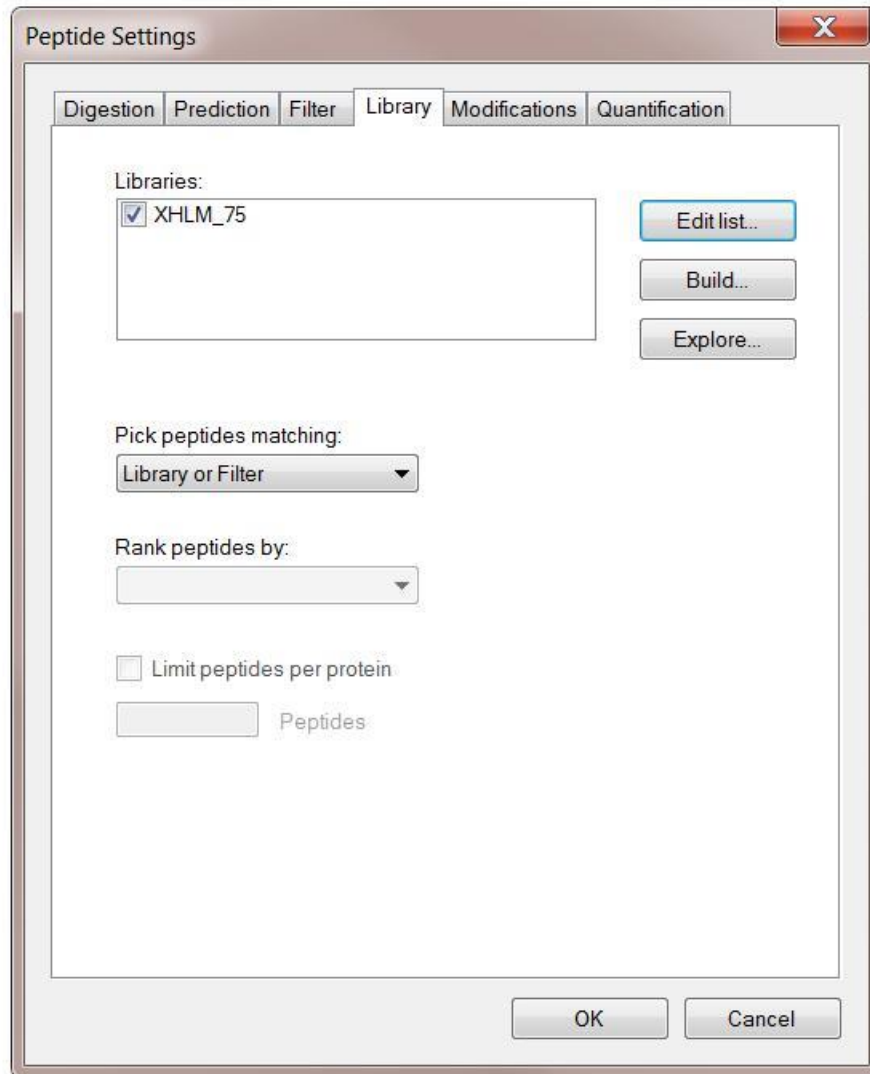 Peptide Settings
Digestion Prediction Filter Library Modifications Quantification
Libraries:
XHLM_75
Edit list...
Build...
Explore...
Pick peptides matching:
Library or Filter
Rank peptides by:
Limit peptides per protein
Peptides
OK Cancel